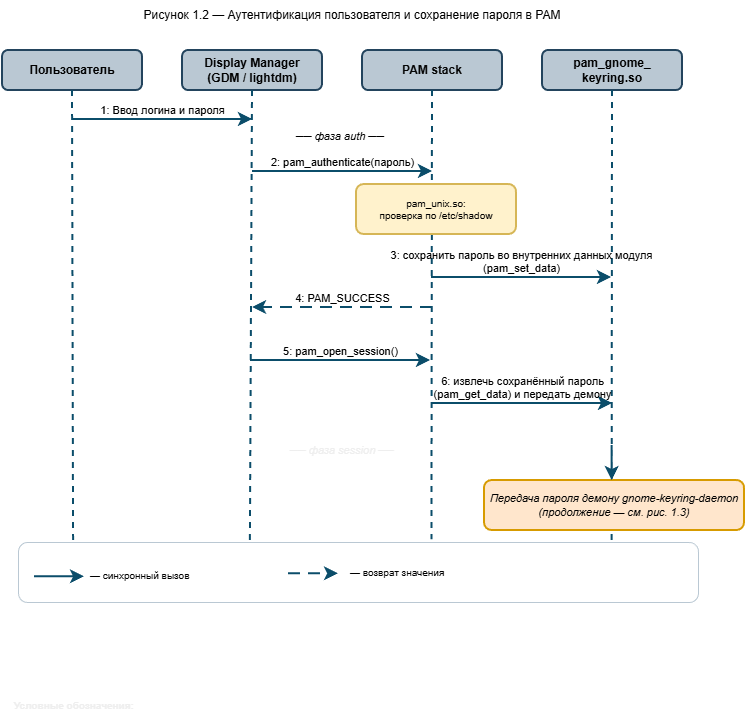 Рисунок 1.2 — Аутентификация пользователя и сохранение пароля в PAM
Пользователь
Display Manager
(GDM / lightdm)
PAM stack
pam_gnome_
keyring.so
1: Ввод логина и пароля
── фаза auth ──
2: pam_authenticate(пароль)
pam_unix.so:
проверка по /etc/shadow
3: сохранить пароль во внутренних данных модуля
(pam_set_data)
4: PAM_SUCCESS
5: pam_open_session()
6: извлечь сохранённый пароль
(pam_get_data) и передать демону
── фаза session ──
Передача пароля демону gnome-keyring-daemon
(продолжение — см. рис. 1.3)
— синхронный вызов
— возврат значения
Условные обозначения: